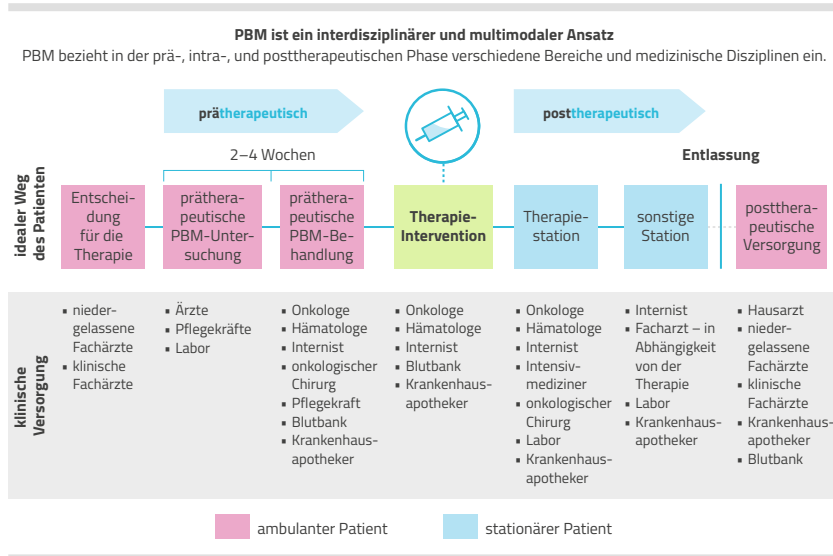 PBM ist ein interdisziplinärer und multimodaler Ansatz
PBM bezieht in der prä-, intra-, und posttherapeutischen Phase verschiedene Bereiche und medizinische Disziplinen ein.
prätherapeutisch
posttherapeutisch
2–4 Wochen
Entlassung
idealer Weg
des Patienten
Entschei-
dung
für die
Therapie
präthera-
peutische
PBM-Unter-
suchung
präthera-
peutische
PBM-Be-
handlung
Therapie-
Intervention
Therapie-
station
sonstige
Station
postthera-
peutische
Versorgung
klinische
Versorgung
▪ nieder-
gelassene
Fachärzte
▪ klinische
Fachärzte
▪ Ärzte
▪ Pflegekräfte
▪ Labor
▪ Onkologe
▪ Hämatologe
▪ Internist
▪ onkologischer
Chirurg
▪ Pflegekraft
▪ Blutbank
▪ Krankenhaus-
apotheker
▪ Onkologe
▪ Hämatologe
▪ Internist
▪ Blutbank
▪ Krankenhaus-
apotheker
▪ Onkologe
▪ Hämatologe
▪ Internist
▪ Intensiv-
mediziner
▪ onkologischer
Chirurg
▪ Labor
▪ Krankenhaus-
apotheker
▪ Internist
▪ Facharzt – in
Abhängigkeit
von der
Therapie
▪ Labor
▪ Krankenhaus-
apotheker
▪ Hausarzt
▪ nieder-
gelassene
Fachärzte
▪ klinische
Fachärzte
▪ Krankenhaus-
apotheker
▪ Blutbank
ambulanter Patient
stationärer Patient